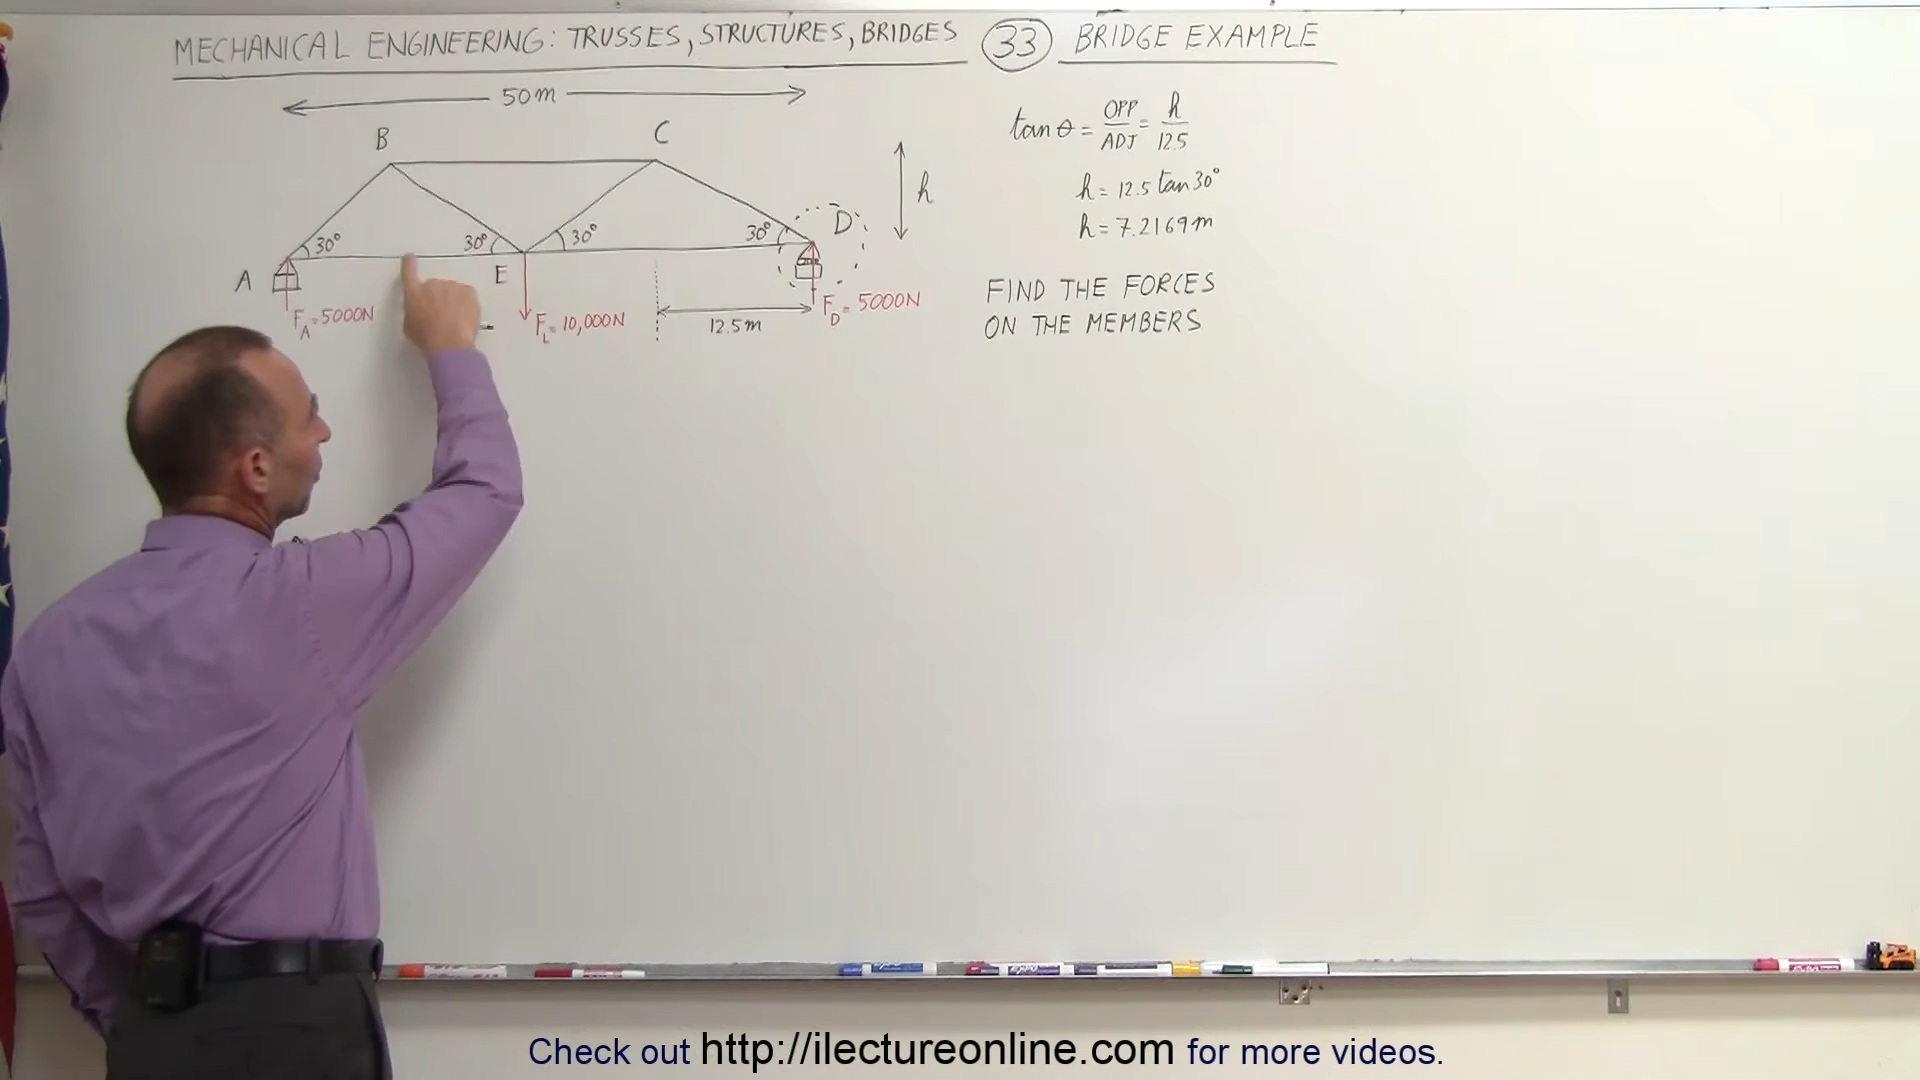 MECHANICAL ENGINEERING: TRUSSES, STRUCTURES, BRIDGES 33 BRIDGE EXAMPLE
50m
B
C
h
30°
30°
30°
30°
D
A
E
F_A = 5000N
F_L = 10,000N
12.5m
F_D = 5000N
tan θ = OPP/ADJ = h/12.5
h = 12.5 tan 30°
h = 7.2169m
FIND THE FORCES
ON THE MEMBERS
Check out http://ilectureonline.com for more videos.